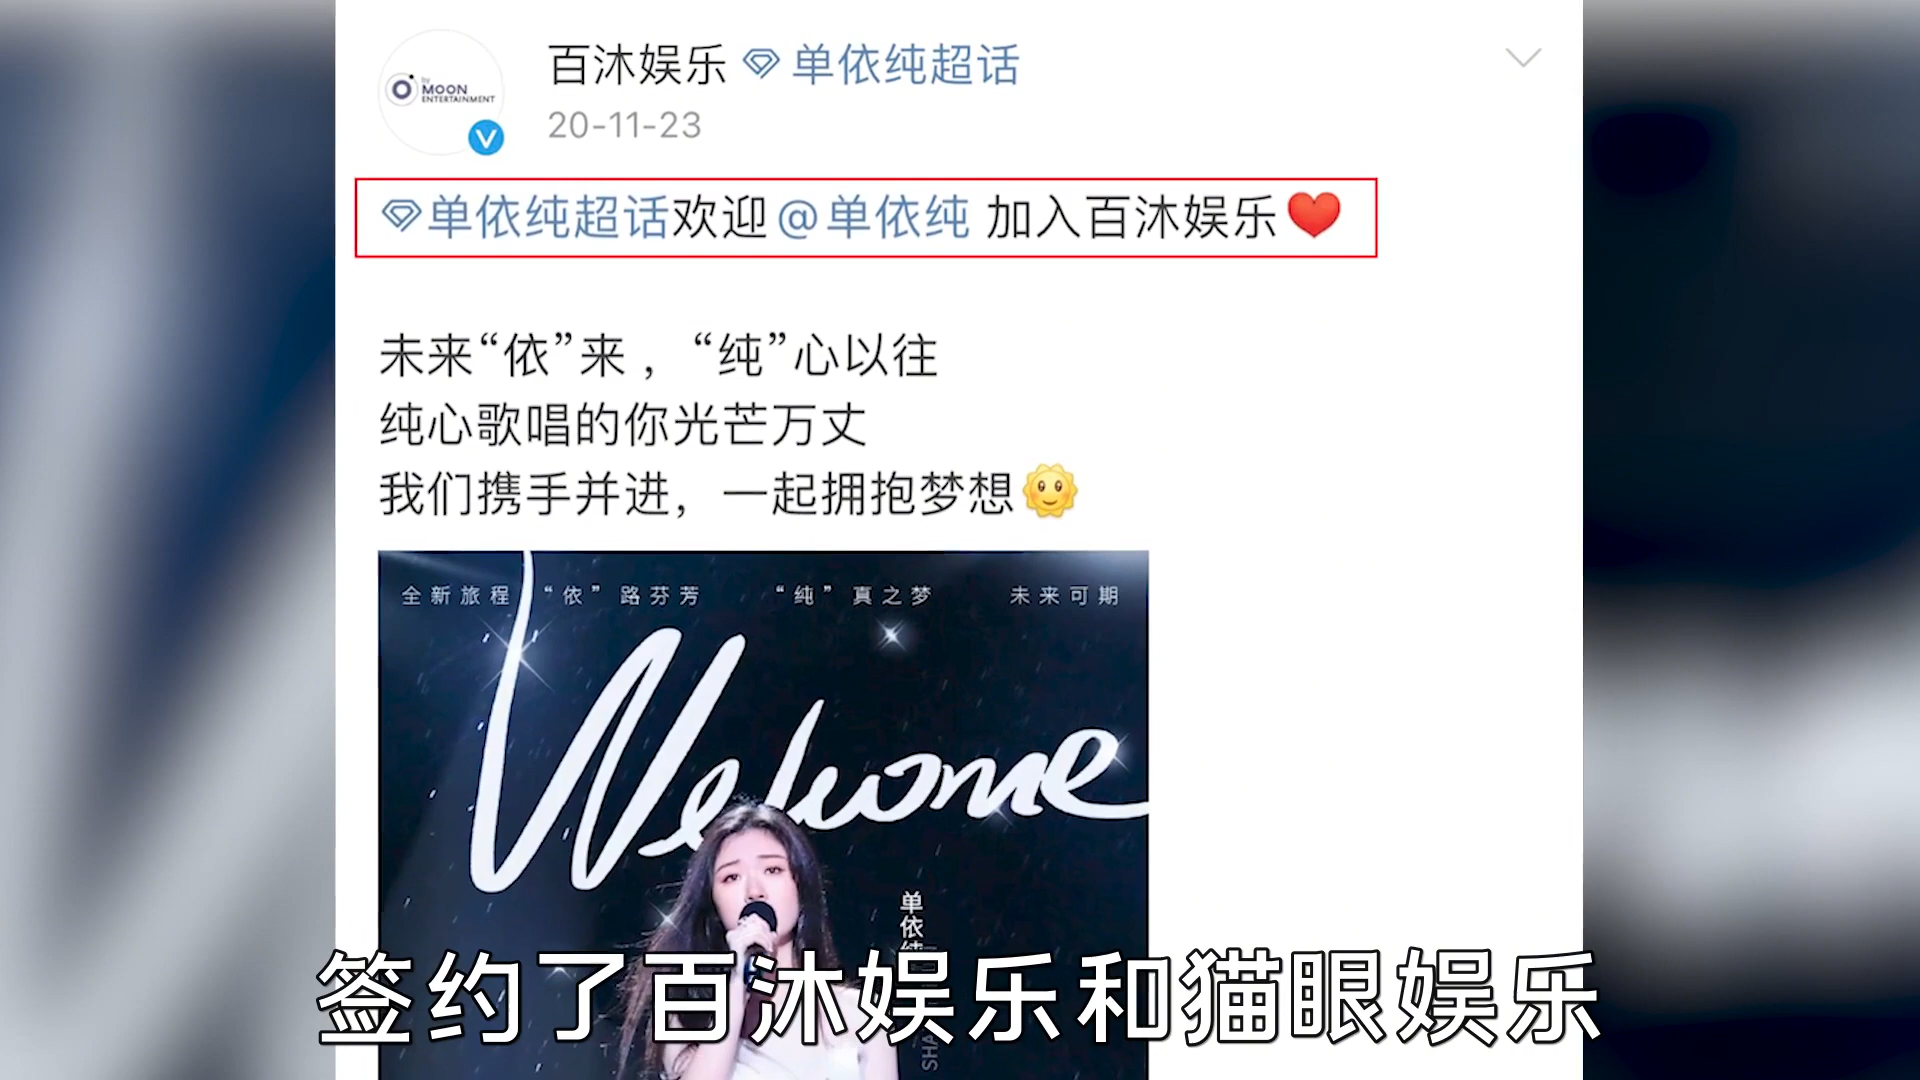 by
MOON
ENTERTAINMENT
百沐娱乐 单依纯超话
20-11-23
单依纯超话欢迎@单依纯 加入百沐娱乐
未来“依”来，“纯”心以往
纯心歌唱的你光芒万丈
我们携手并进，一起拥抱梦想
全新旅程 “依”路芬芳 “纯”真之梦 未来可期
Welcome
单依纯
SHA
签约了百沐娱乐和猫眼娱乐